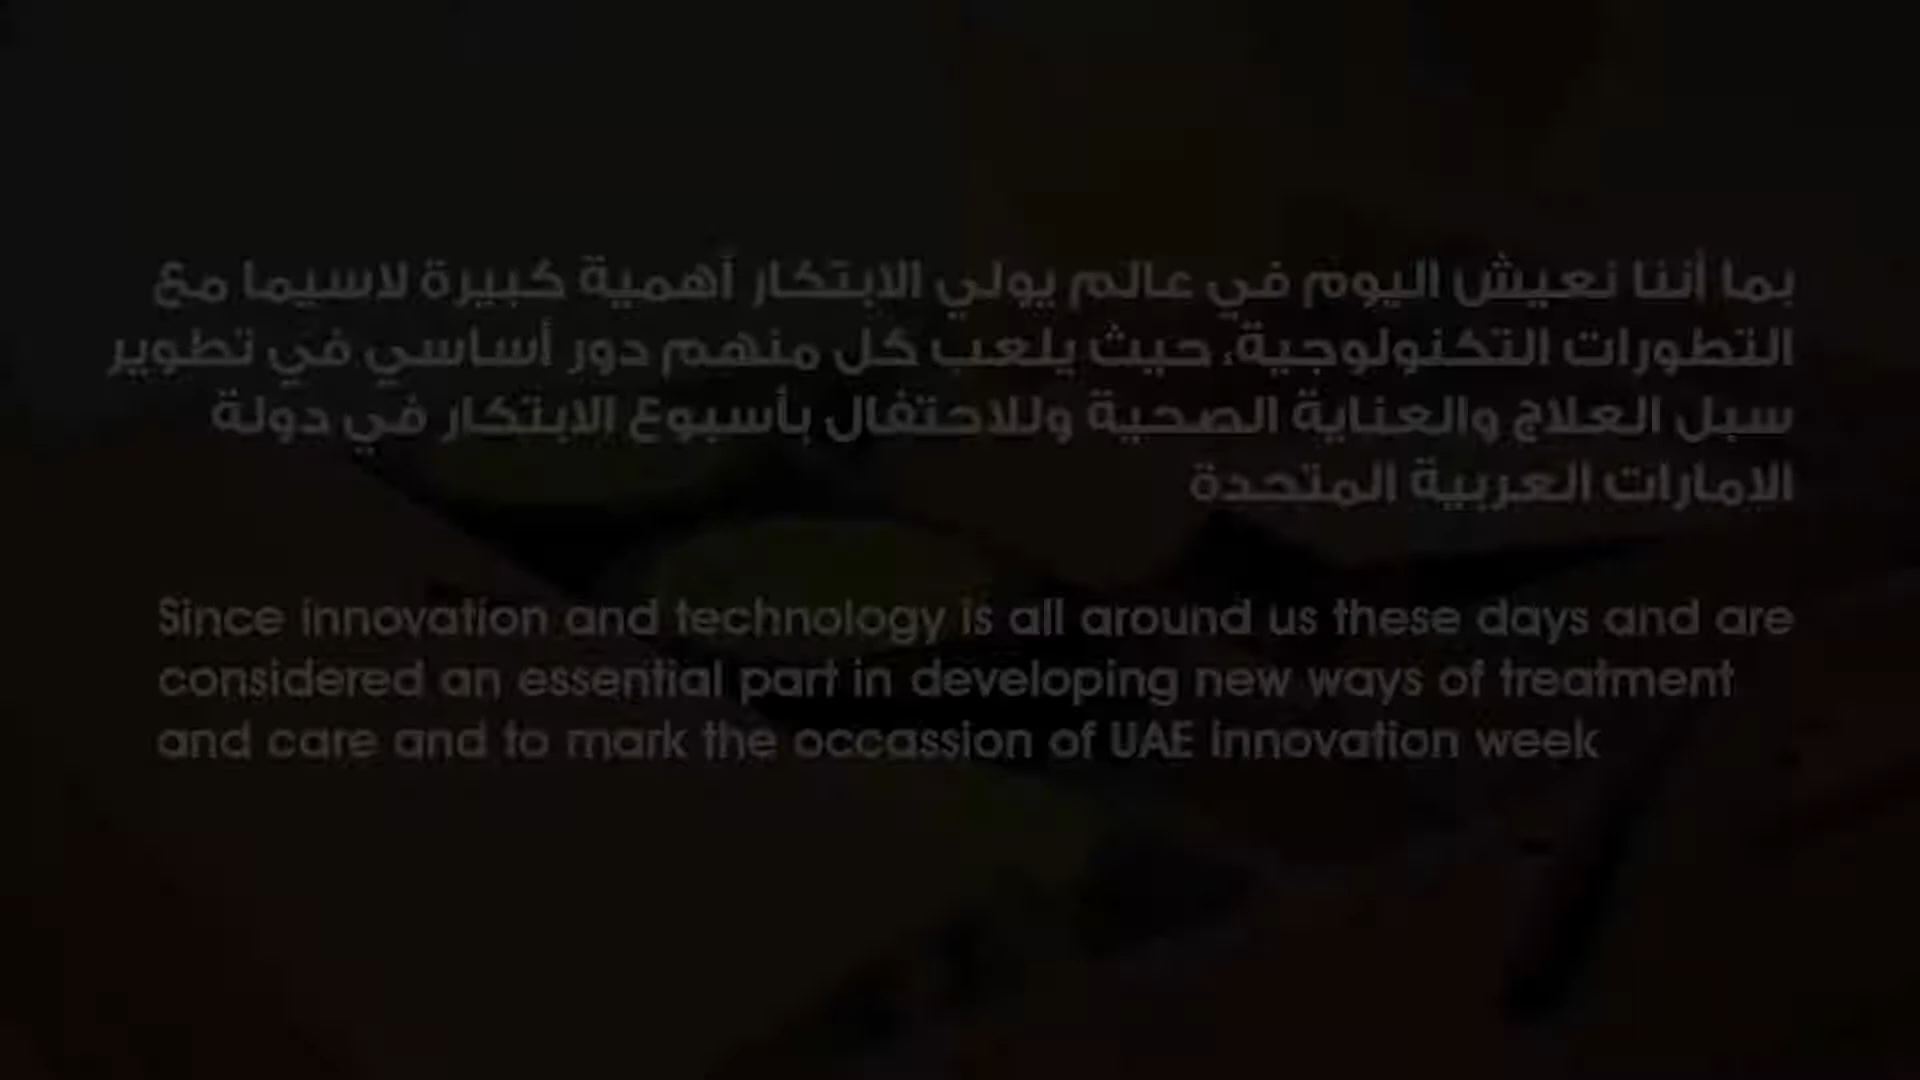 بما أننا نعيش اليوم في عالم يولي الابتكار أهمية كبيرة لاسيما مع
التطورات التكنولوجية، حيث يلعب كل منهم دور أساسي في تطوير
سبل العلاج والعناية الصحية وللاحتفال بأسبوع الابتكار في دولة
الامارات العربية المتحدة
Since innovation and technology is all around us these days and are
considered an essential part in developing new ways of treatment
and care and to mark the occassion of UAE innovation week